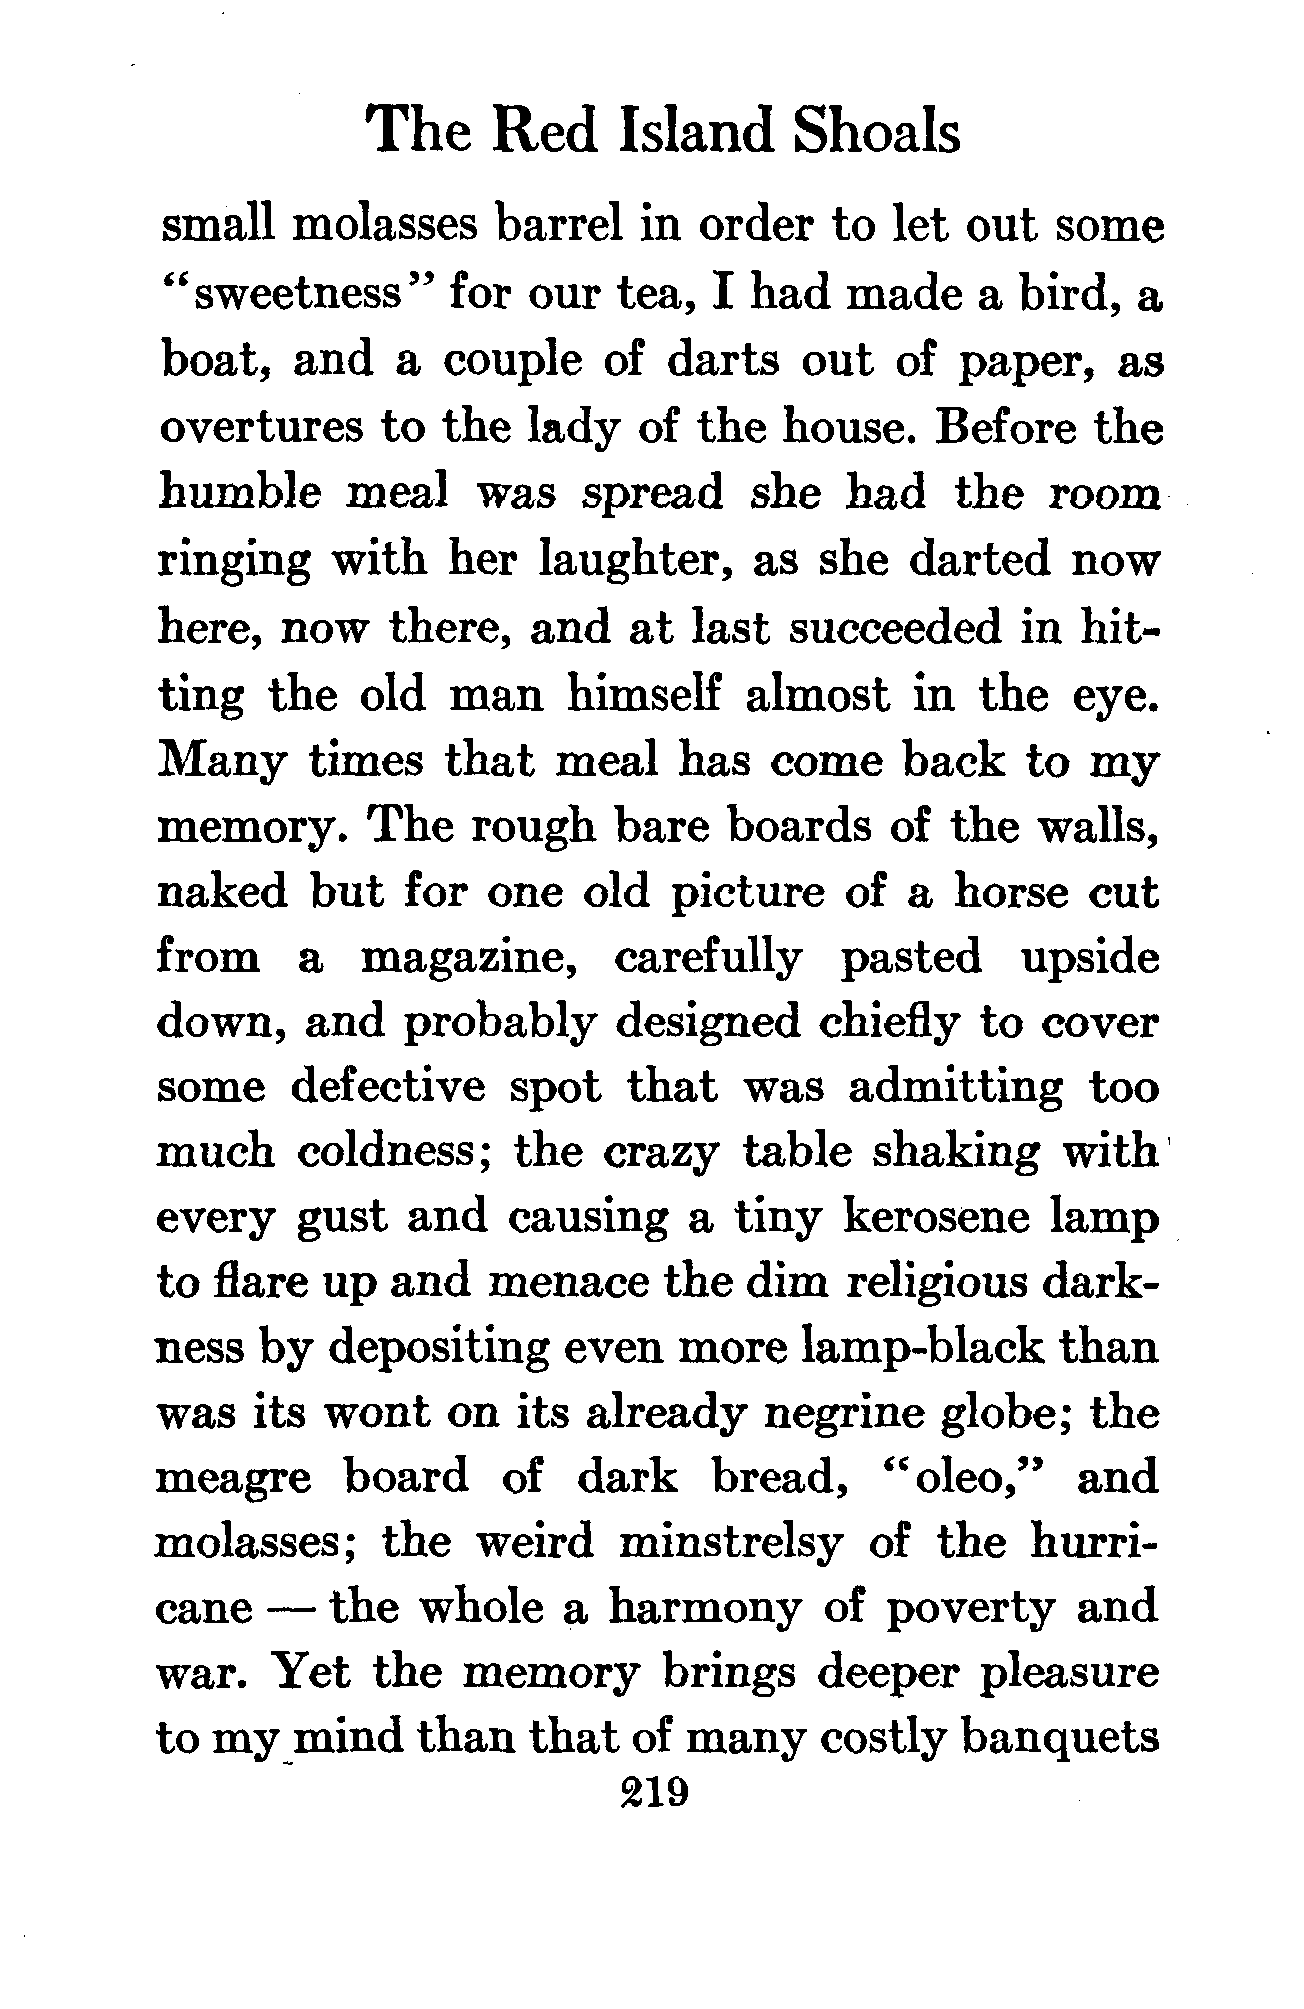 The Red Island Shoals
small molasses barrel in order to let out some
“sweetness” for our tea, I had made a bird, a
boat, and a couple of darts out of paper, as
overtures to the lady of the house. Before the
humble meal was spread she had the room
ringing with her laughter, as she darted now
here, now there, and at last succeeded in hit-
ting the old man himself almost in the eye.
Many times that meal has come back to my
memory. The rough bare boards of the walls,
naked but for one old picture of a horse cut
from a magazine, carefully pasted upside
down, and probably designed chiefly to cover
some defective spot that was admitting too
much coldness; the crazy table shaking with
every gust and causing a tiny kerosene lamp
to flare up and menace the dim religious dark-
ness by depositing even more lamp-black than
was its wont on its already negrine globe; the
meagre board of dark bread, “oleo,” and
molasses; the weird minstrelsy of the hurri-
cane — the whole a harmony of poverty and
war. Yet the memory brings deeper pleasure
to my mind than that of many costly banquets
219